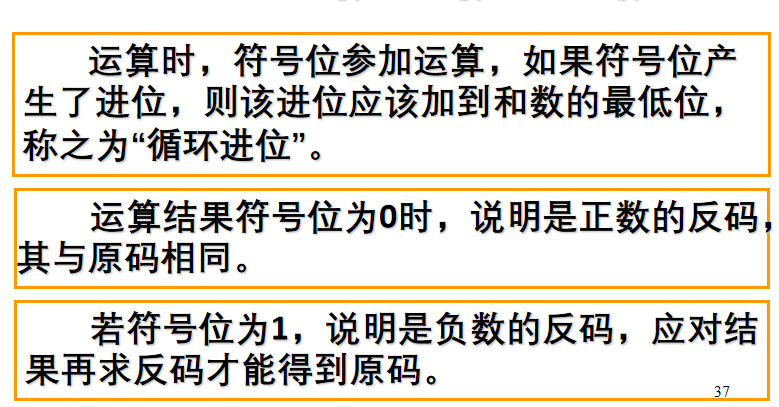 运算时，符号位参加运算，如果符号位产
生了进位，则该进位应该加到和数的最低位，
称之为“循环进位”。
运算结果符号位为0时，说明是正数的反码，
其与原码相同。
若符号位为1，说明是负数的反码，应对结
果再求反码才能得到原码。
37